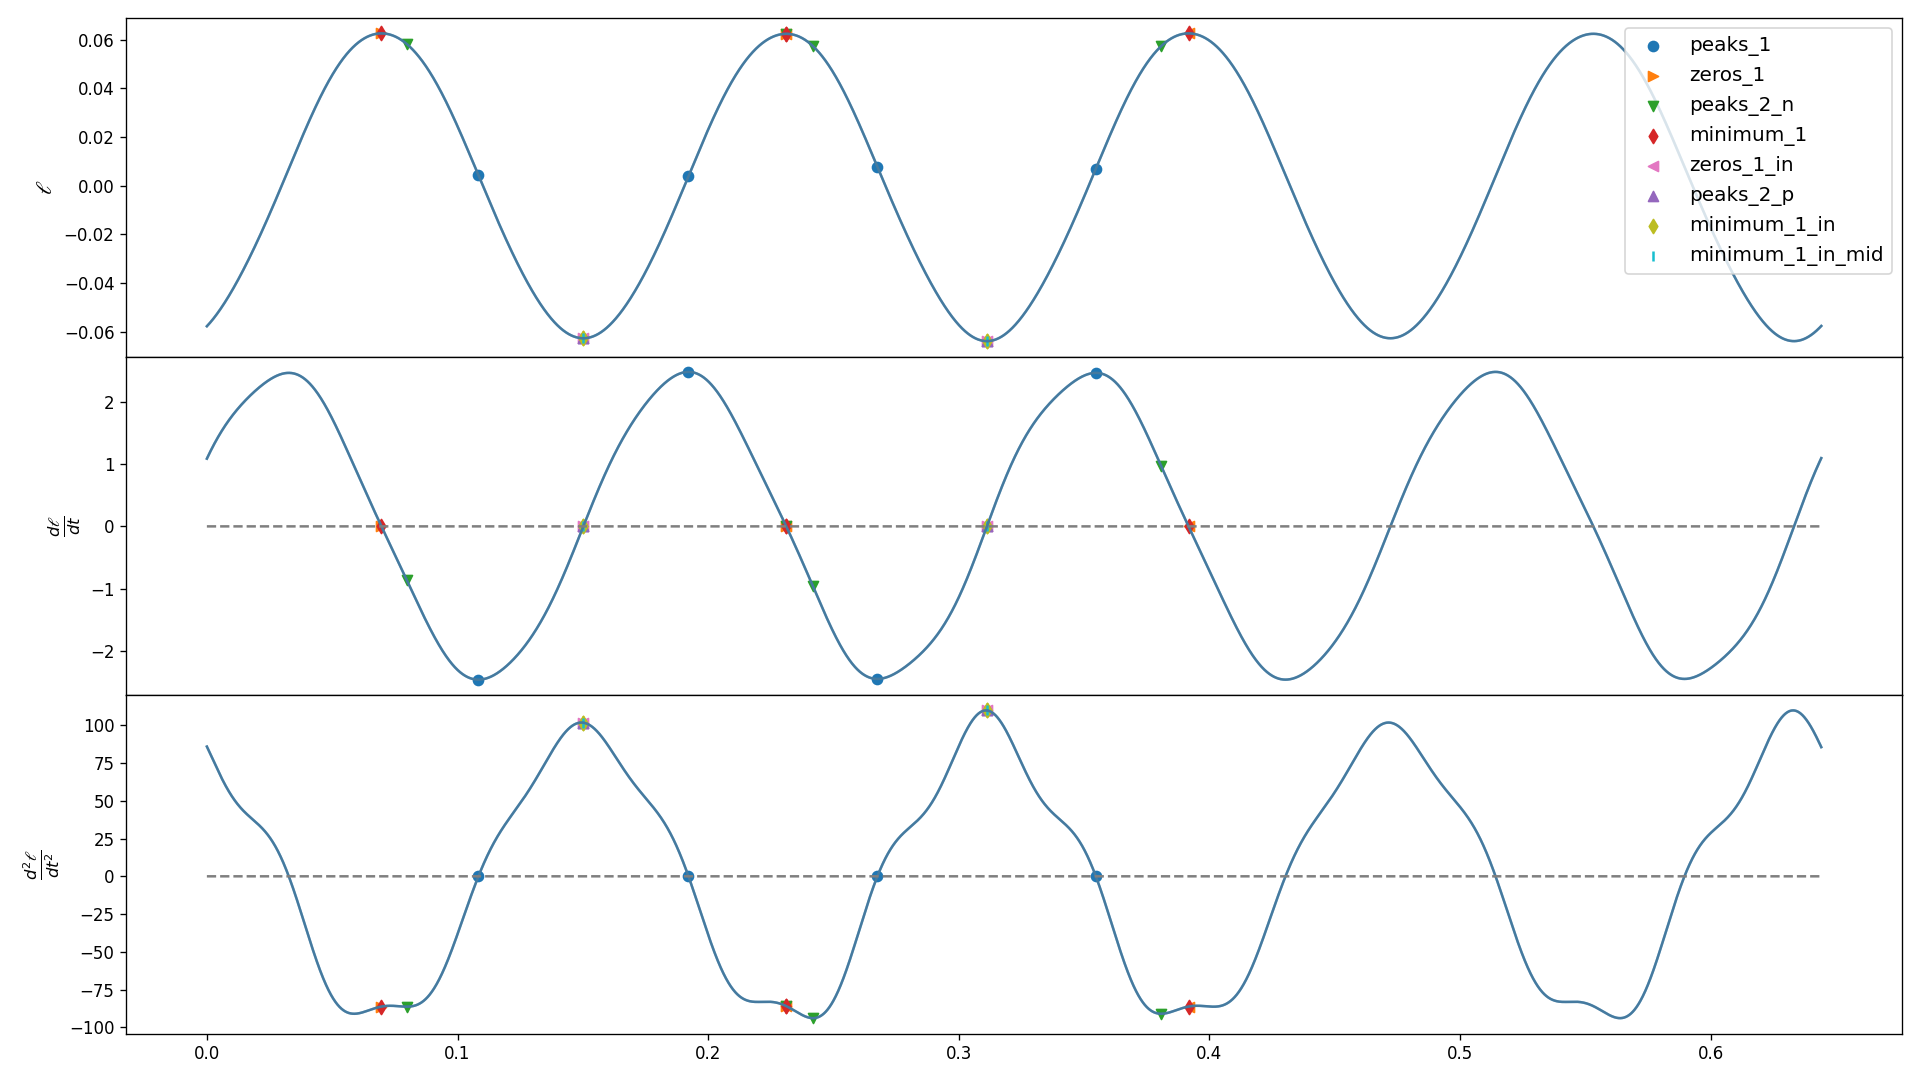 0.06
0.04
0.02
0.00
−0.02
−0.04
−0.06
ℓ
peaks_1
zeros_1
peaks_2_n
minimum_1
zeros_1_in
peaks_2_p
minimum_1_in
minimum_1_in_mid
2
1
0
−1
−2
dℓ
dt
100
75
50
25
0
−25
−50
−75
−100
d²ℓ
dt²
0.0 0.1 0.2 0.3 0.4 0.5 0.6